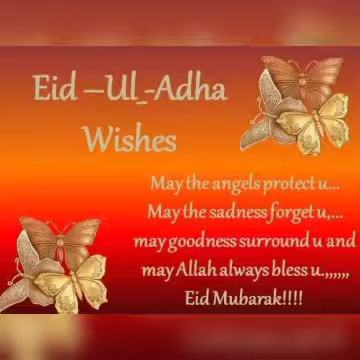 Eid –Ul_-Adha
Wishes
May the angels protect u...
May the sadness forget u,...
may goodness surround u and
may Allah always bless u.,,,,,,
Eid Mubarak!!!!